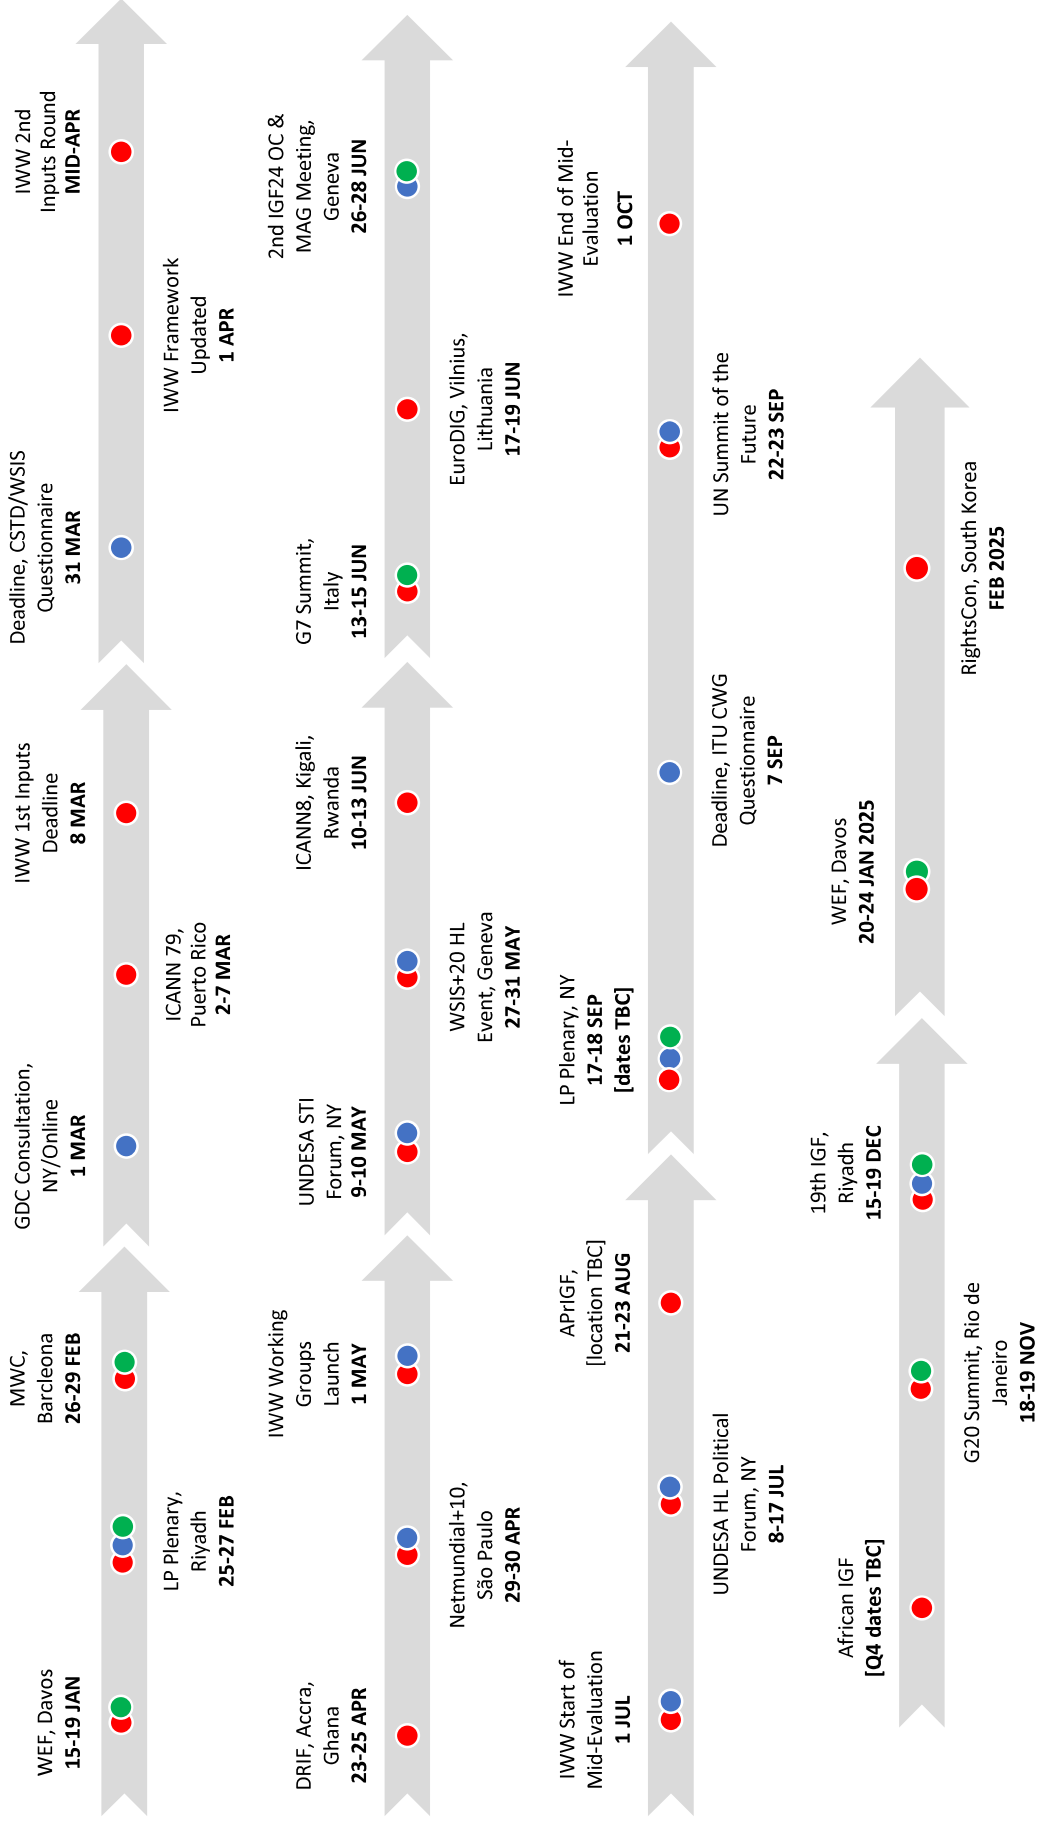 WEF, Davos
15-19 JAN
LP Plenary,
Riyadh
25-27 FEB
MWC,
Barcleona
26-29 FEB
GDC Consultation,
NY/Online
1 MAR
ICANN 79,
Puerto Rico
2-7 MAR
IWW 1st Inputs
Deadline
8 MAR
Deadline, CSTD/WSIS
Questionnaire
31 MAR
IWW Framework
Updated
1 APR
IWW 2nd
Inputs Round
MID-APR
DRIF, Accra,
Ghana
23-25 APR
Netmundial+10,
São Paulo
29-30 APR
IWW Working
Groups
Launch
1 MAY
UNDESA STI
Forum, NY
9-10 MAY
WSIS+20 HL
Event, Geneva
27-31 MAY
ICANN8, Kigali,
Rwanda
10-13 JUN
G7 Summit,
Italy
13-15 JUN
EuroDIG, Vilnius,
Lithuania
17-19 JUN
2nd IGF24 OC &
MAG Meeting,
Geneva
26-28 JUN
IWW Start of
Mid-Evaluation
1 JUL
UNDESA HL Political
Forum, NY
8-17 JUL
APrIGF,
[location TBC]
21-23 AUG
LP Plenary, NY
17-18 SEP
[dates TBC]
Deadline, ITU CWG
Questionnaire
7 SEP
UN Summit of the
Future
22-23 SEP
IWW End of Mid-
Evaluation
1 OCT
African IGF
[Q4 dates TBC]
G20 Summit, Rio de
Janeiro
18-19 NOV
19th IGF,
Riyadh
15-19 DEC
WEF, Davos
20-24 JAN 2025
RightsCon, South Korea
FEB 2025